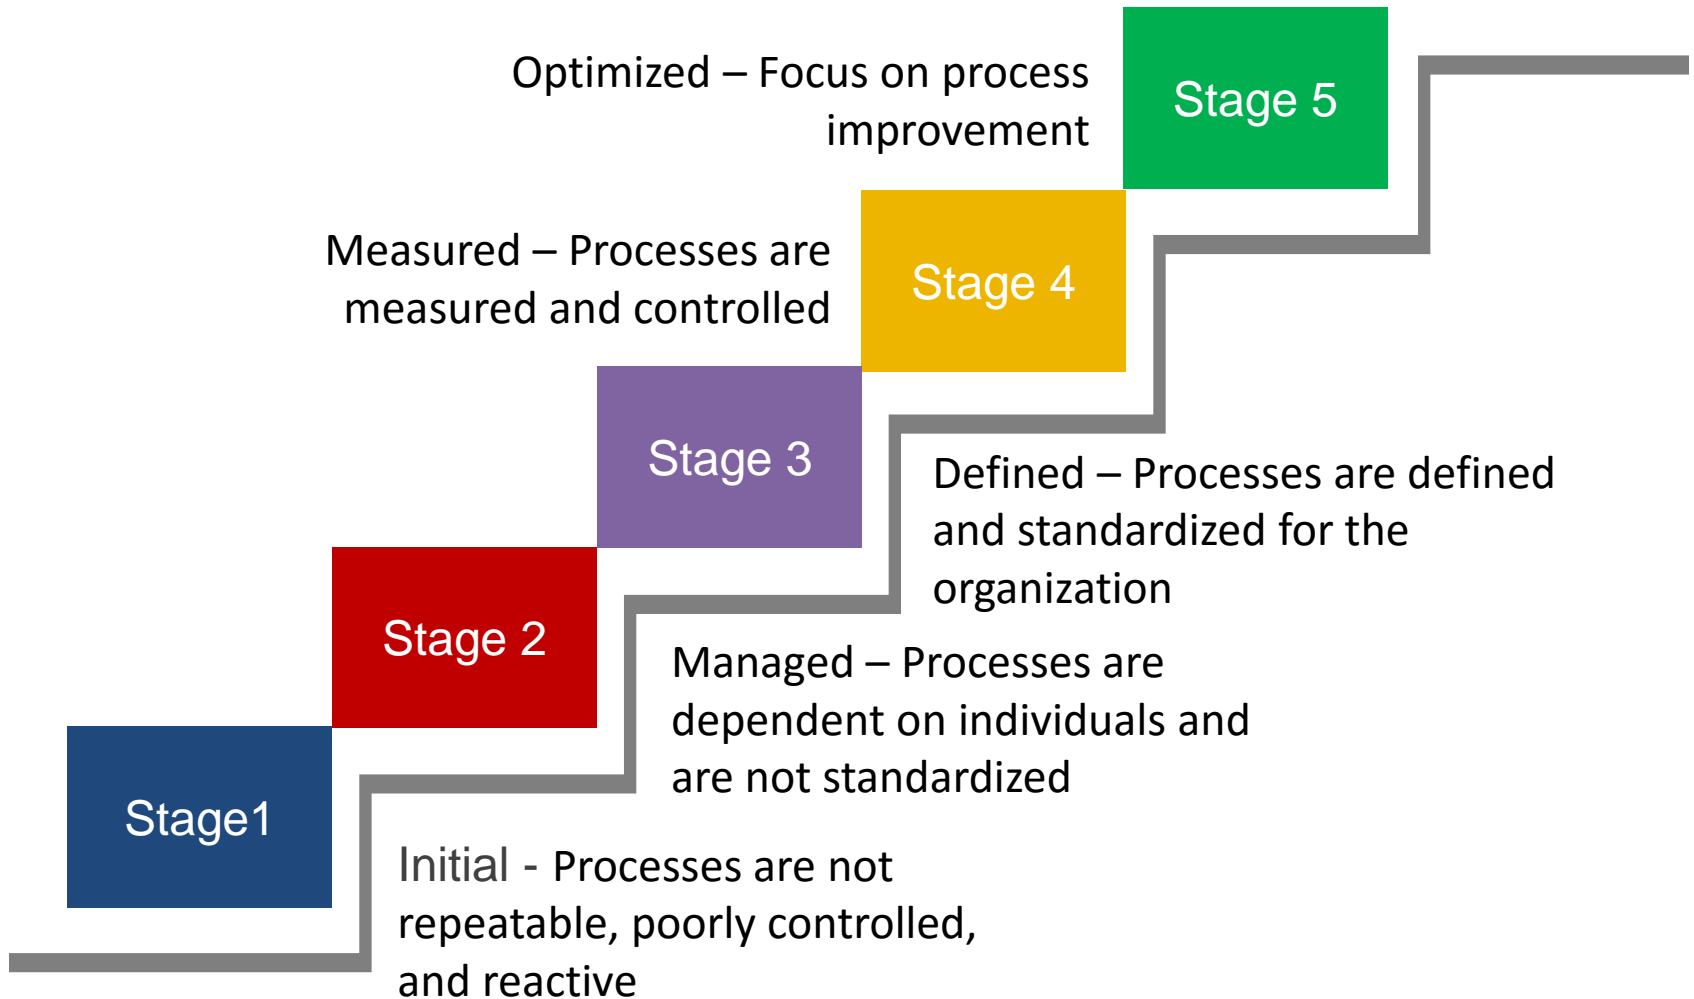 Optimized – Focus on process
improvement
Stage 5
Measured – Processes are
measured and controlled
Stage 4
Stage 3
Defined – Processes are defined
and standardized for the
organization
Stage 2
Managed – Processes are
dependent on individuals and
are not standardized
Stage1
Initial - Processes are not
repeatable, poorly controlled,
and reactive